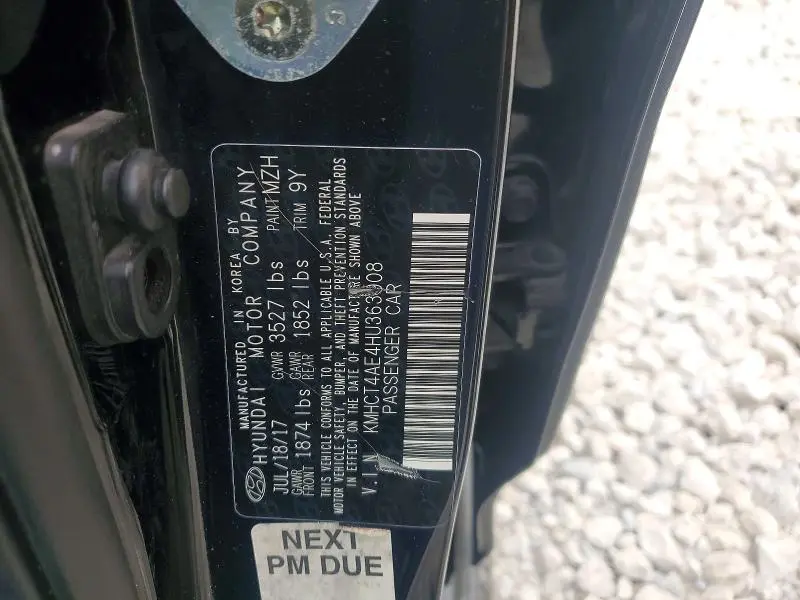 MANUFACTURED IN KOREA BY
HYUNDAI MOTOR COMPANY
JUL/18/17 GVWR 3527 lbs PAINT MZH
GAWR FRONT 1874 lbs GAWR REAR 1852 lbs TRIM 9Y
THIS VEHICLE CONFORMS TO ALL APPLICABLE U.S.A. FEDERAL
MOTOR VEHICLE SAFETY, BUMPER, AND THEFT PREVENTION STANDARDS
IN EFFECT ON THE DATE OF MANUFACTURE SHOWN ABOVE
V.I.N KMHCT4AE4HU363908
PASSENGER CAR
NEXT
PM DUE